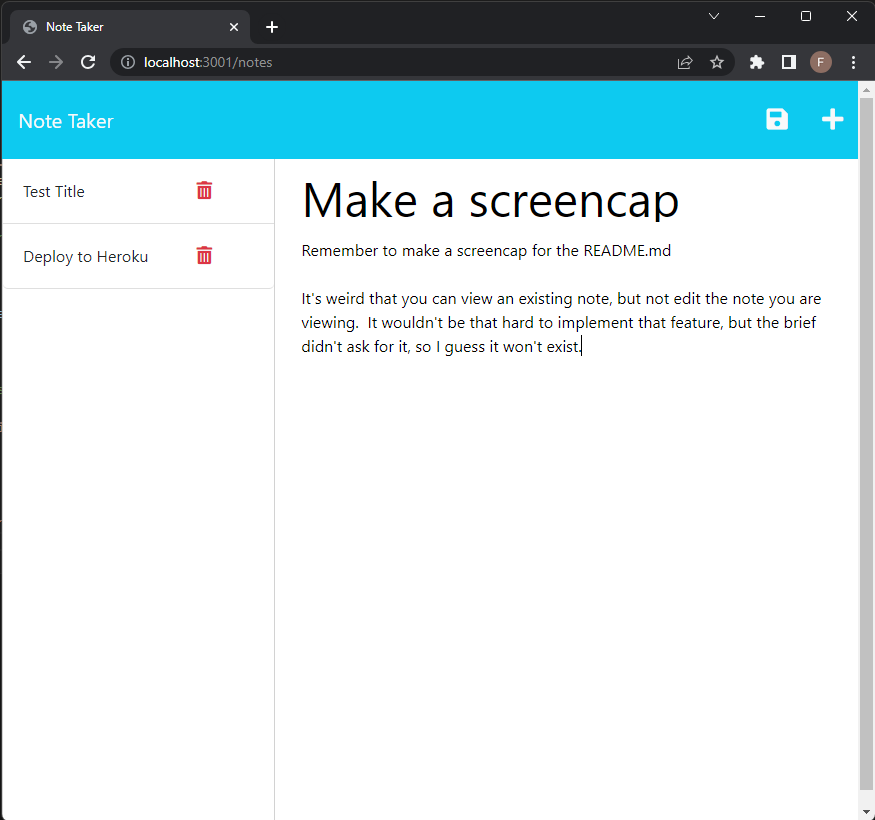 Note Taker
localhost:3001/notes
F
Note Taker
Test Title
Deploy to Heroku
Make a screencap
Remember to make a screencap for the README.md
It's weird that you can view an existing note, but not edit the note you are
viewing.  It wouldn't be that hard to implement that feature, but the brief
didn't ask for it, so I guess it won't exist.